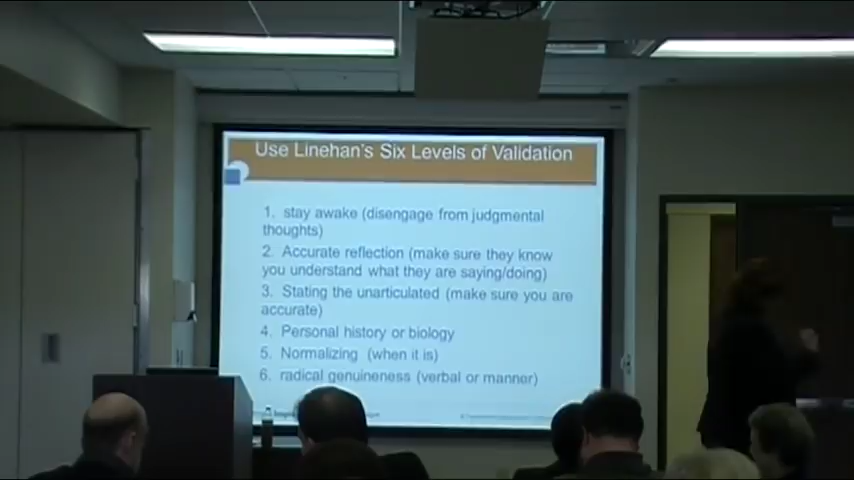 Use Linehan's Six Levels of Validation
1. stay awake (disengage from judgmental
thoughts)
2. Accurate reflection (make sure they know
you understand what they are saying/doing)
3. Stating the unarticulated (make sure you are
accurate)
4. Personal history or biology
5. Normalizing (when it is)
6. radical genuineness (verbal or manner)